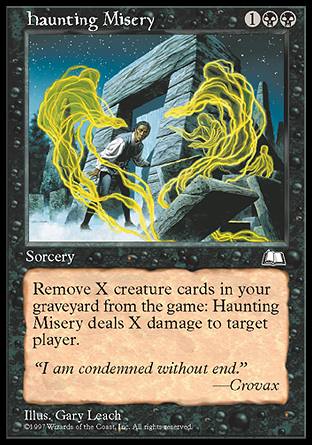 Haunting Misery 1
Sorcery
Remove X creature cards in your
graveyard from the game: Haunting
Misery deals X damage to target
player.
“I am condemned without end.”
—Crovax
Illus. Gary Leach
©1997 Wizards of the Coast, Inc. All rights reserved.